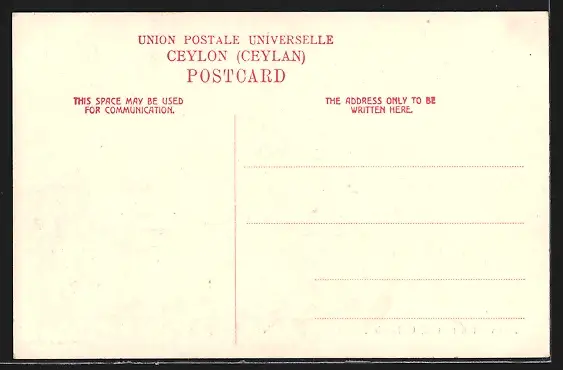 UNION POSTALE UNIVERSELLE
CEYLON (CEYLAN)
POSTCARD
THIS SPACE MAY BE USED
FOR COMMUNICATION.
THE ADDRESS ONLY TO BE
WRITTEN HERE.